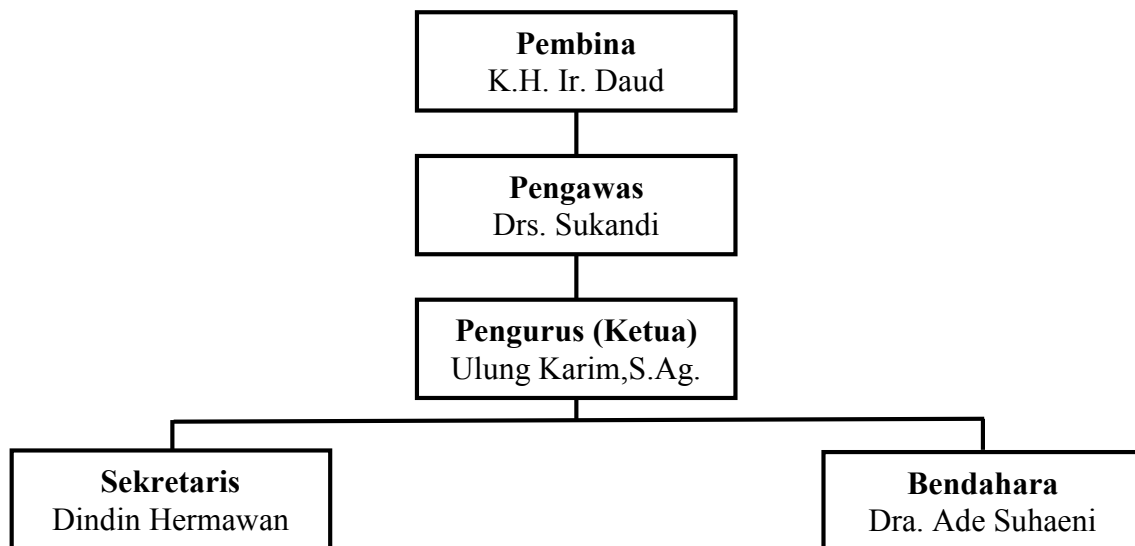 Pembina
K.H. Ir. Daud
Pengawas
Drs. Sukandi
Pengurus (Ketua)
Ulung Karim,S.Ag.
Sekretaris
Dindin Hermawan
Bendahara
Dra. Ade Suhaeni